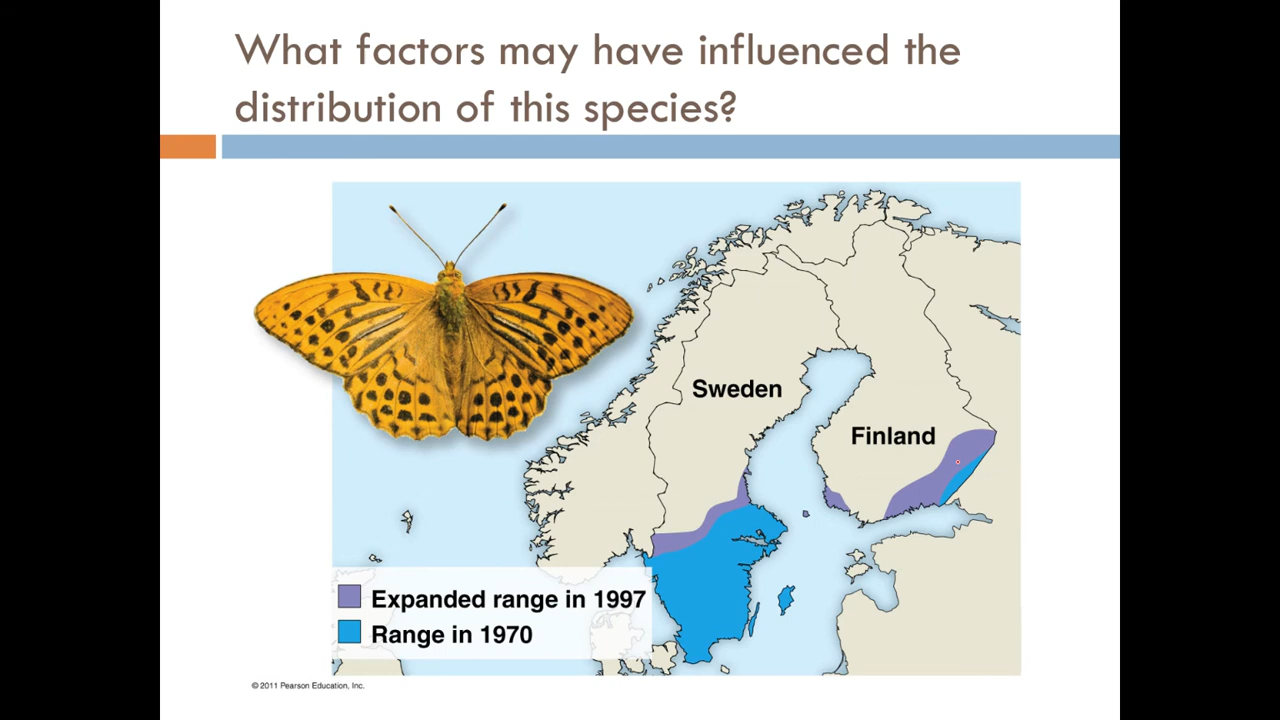 What factors may have influenced the
distribution of this species?
Sweden
Finland
Expanded range in 1997
Range in 1970
© 2011 Pearson Education, Inc.